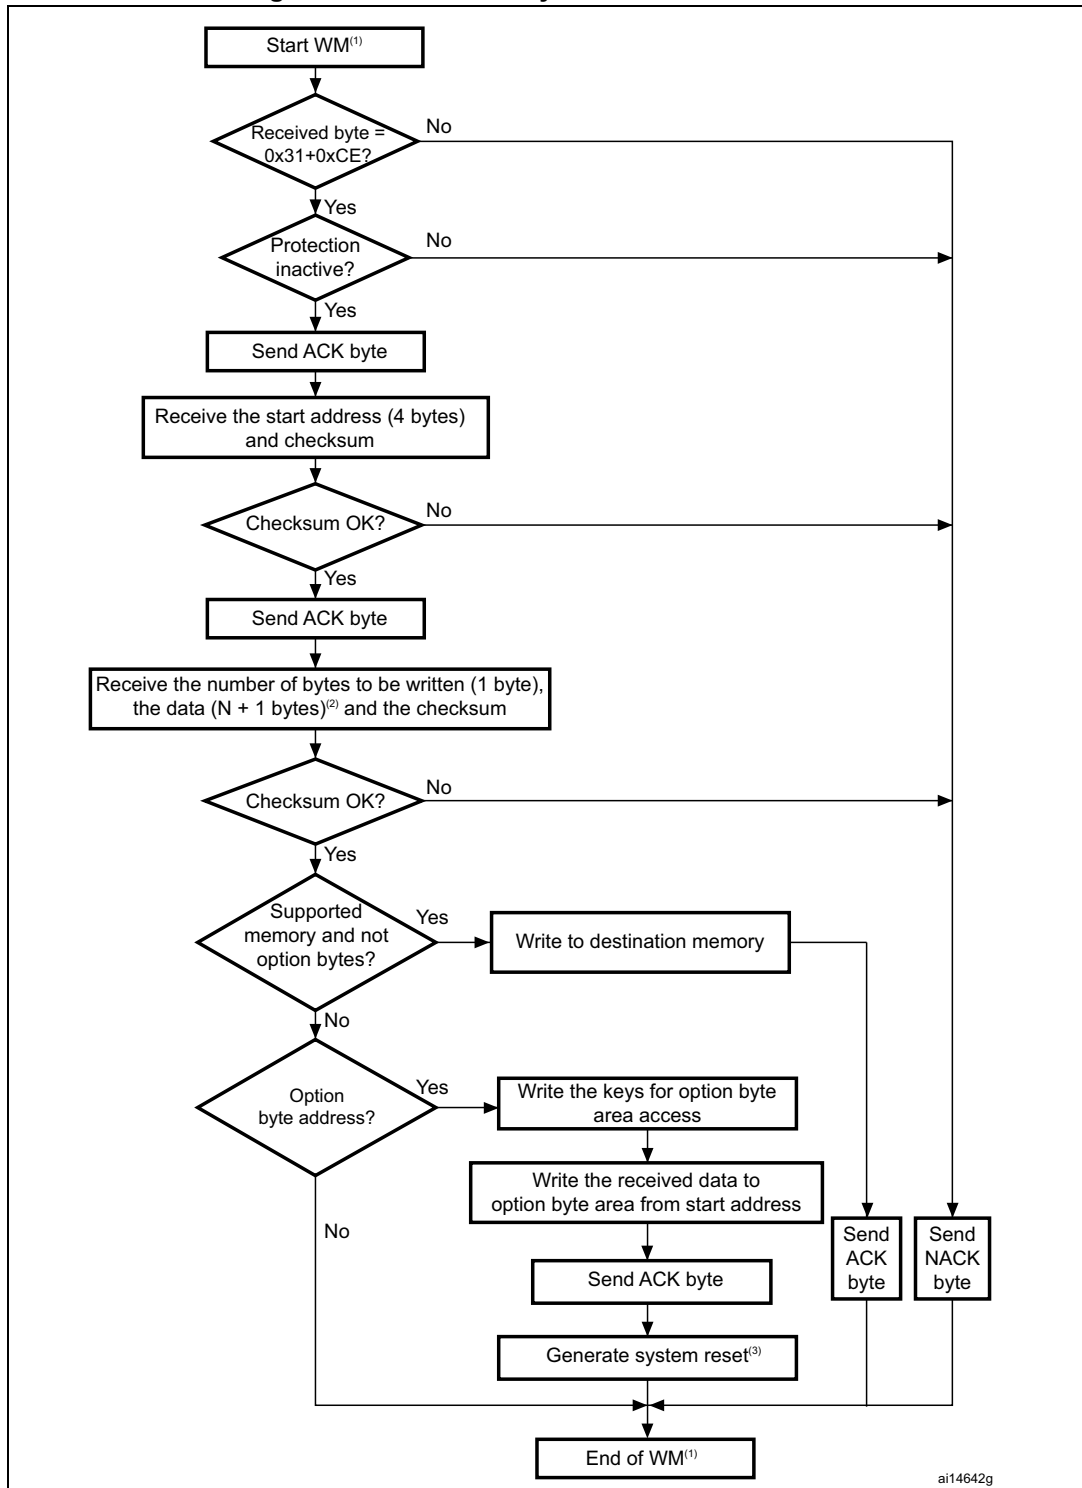 Start WM(1)
Received byte =
0x31+0xCE?
No
Yes
Protection
inactive?
No
Yes
Send ACK byte
Receive the start address (4 bytes)
and checksum
Checksum OK?
No
Yes
Send ACK byte
Receive the number of bytes to be written (1 byte),
the data (N + 1 bytes)(2) and the checksum
Checksum OK?
No
Yes
Supported
memory and not
option bytes?
Yes
Write to destination memory
No
Option
byte address?
Yes
Write the keys for option byte
area access
Write the received data to
option byte area from start address
No
Send
ACK
byte
Send
NACK
byte
Send ACK byte
Generate system reset(3)
End of WM(1)
ai14642g